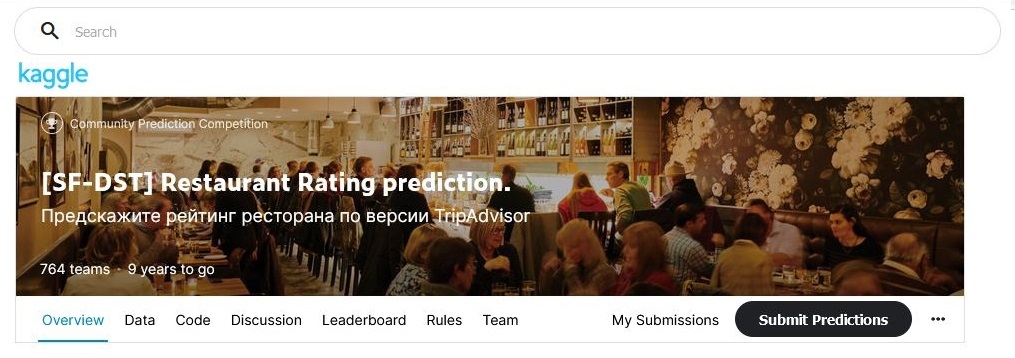 Search
kaggle
Community Prediction Competition
[SF-DST] Restaurant Rating prediction.
Предскажите рейтинг ресторана по версии TripAdvisor
764 teams · 9 years to go
Overview Data Code Discussion Leaderboard Rules Team My Submissions Submit Predictions